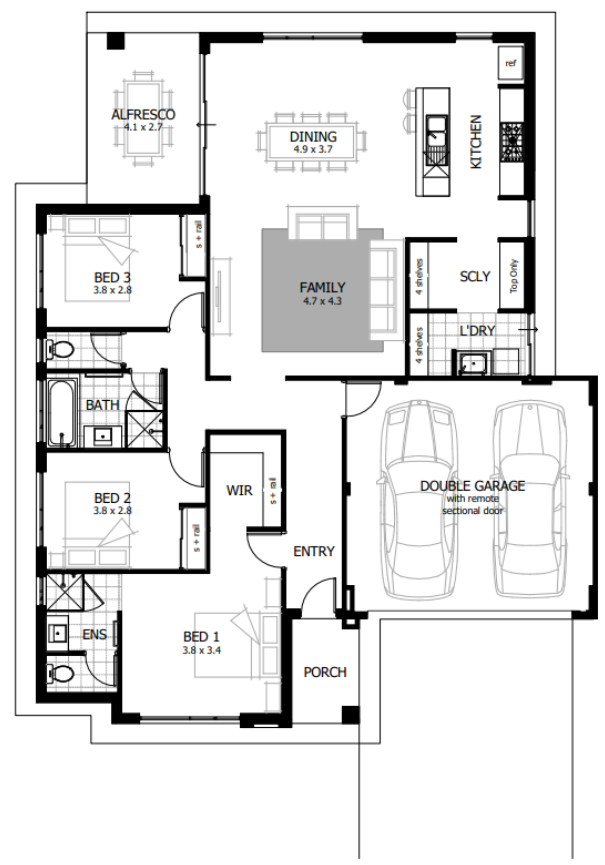 ref
ALFRESCO
4.1 x 2.7
DINING
4.9 x 3.7
KITCHEN
s + rail
BED 3
3.8 x 2.8
FAMILY
4.7 x 4.3
4 shelves
SCLY
Top Only
4 shelves
L'DRY
BATH
WIR
s + rail
DOUBLE GARAGE
with remote
sectional door
BED 2
3.8 x 2.8
s + rail
ENTRY
ENS
BED 1
3.8 x 3.4
PORCH